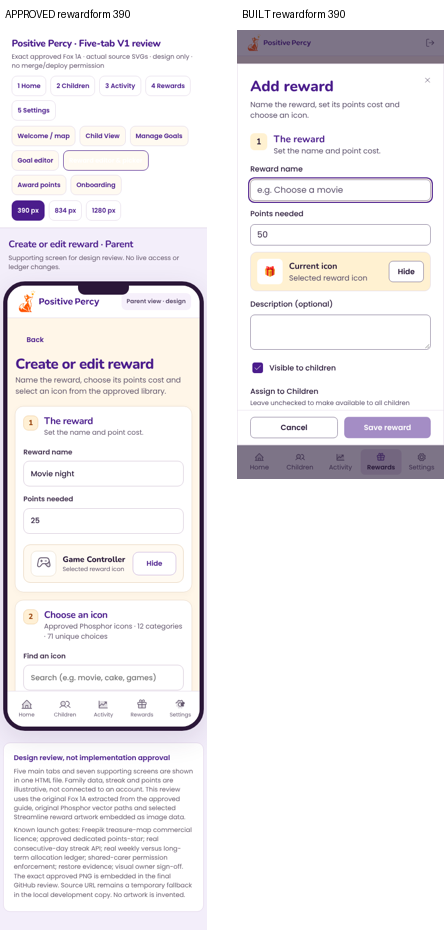 APPROVED rewardform 390
Positive Percy · Five-tab V1 review
Exact approved Fox 1A · actual source SVGs · design only ·
no merge/deploy permission
1 Home
2 Children
3 Activity
4 Rewards
5 Settings
Welcome / map
Child View
Manage Goals
Goal editor
Award points
Onboarding
390 px
834 px
1280 px
Create or edit reward · Parent
Supporting screen for design review. No live access or
ledger changes.
Positive Percy
Parent view · design
Back
Create or edit reward
Name the reward, choose its points cost and
select an icon from the approved library.
1
The reward
Set the name and point cost.
Reward name
Movie night
Points needed
25
Game Controller
Selected reward icon
Hide
2
Choose an icon
Approved Phosphor icons · 12 categories
· 71 unique choices
Find an icon
Search (e.g. movie, cake, games)
Home
Children
Activity
Rewards
Settings
Design review, not implementation approval
Five main tabs and seven supporting screens are shown
in one HTML file. Family data, streak and points are
illustrative, not connected to an account. This review
uses the original Fox 1A extracted from the approved
guide, original Phosphor vector paths and selected
Streamline reward artwork embedded as image data.
Known launch gates: Freepik treasure-map commercial
licence; approved dedicated points-star; real
consecutive-day streak API; real weekly versus long-
term allocation ledger; shared-carer permission
enforcement; restore evidence; visual owner sign-off.
The exact approved PNG is embedded in the final
GitHub review. Source URL remains a temporary fallback
in the local development copy. No artwork is invented.
BUILT rewardform 390
Positive Percy
Add reward
×
Name the reward, set its points cost and
choose an icon.
1
The reward
Set the name and point cost.
Reward name
e.g. Choose a movie
Points needed
50
Current icon
Selected reward icon
Hide
Description (optional)
Visible to children
Assign to Children
Leave unchecked to make available to all children
Cancel
Save reward
Home
Children
Activity
Rewards
Settings